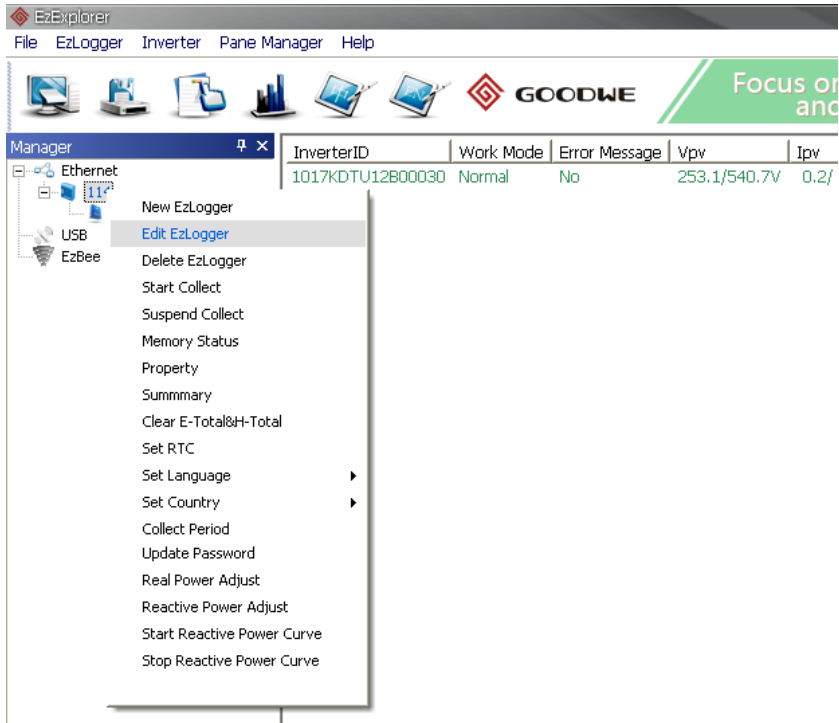 EzExplorer
File EzLogger Inverter Pane Manager Help
GOODWE
Focus on
and
Manager
InverterID Work Mode Error Message Vpv Ipv
1017KDTU12B00030 Normal No 253.1/540.7V 0.2/
Ethernet
USB
EzBee
New EzLogger
Edit EzLogger
Delete EzLogger
Start Collect
Suspend Collect
Memory Status
Property
Summmary
Clear E-Total&H-Total
Set RTC
Set Language
Set Country
Collect Period
Update Password
Real Power Adjust
Reactive Power Adjust
Start Reactive Power Curve
Stop Reactive Power Curve